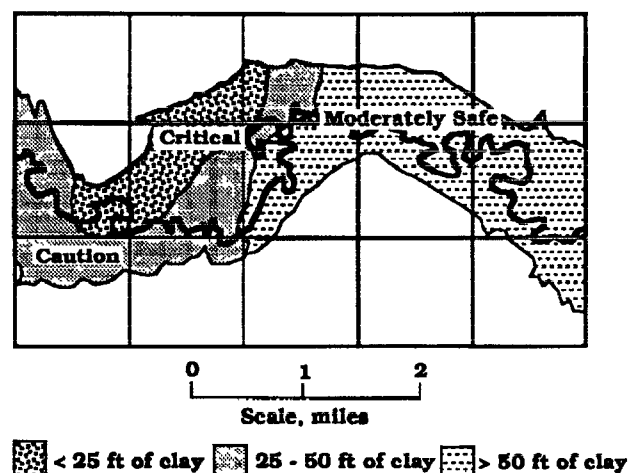 Moderately Safe
Critical
Caution
0 1 2
Scale, miles
< 25 ft of clay 25 - 50 ft of clay > 50 ft of clay